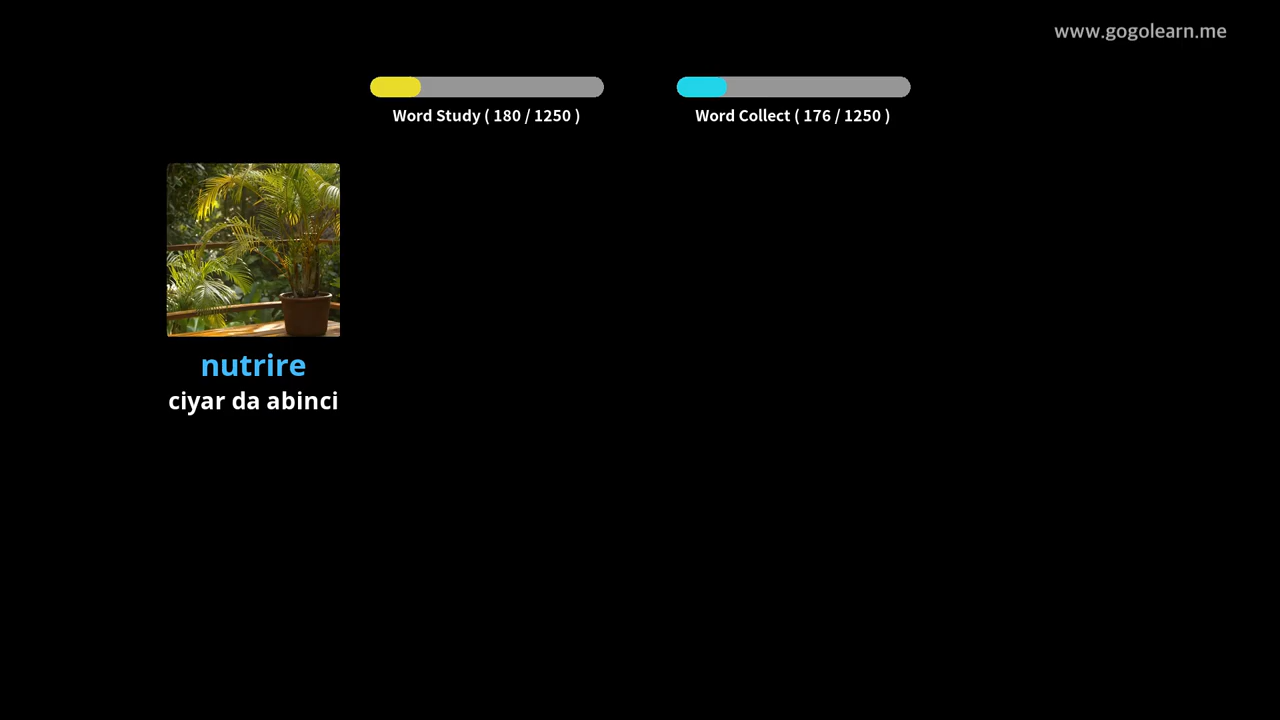 www.gogolearn.me
Word Study ( 180 / 1250 )
Word Collect ( 176 / 1250 )
nutrire
ciyar da abinci